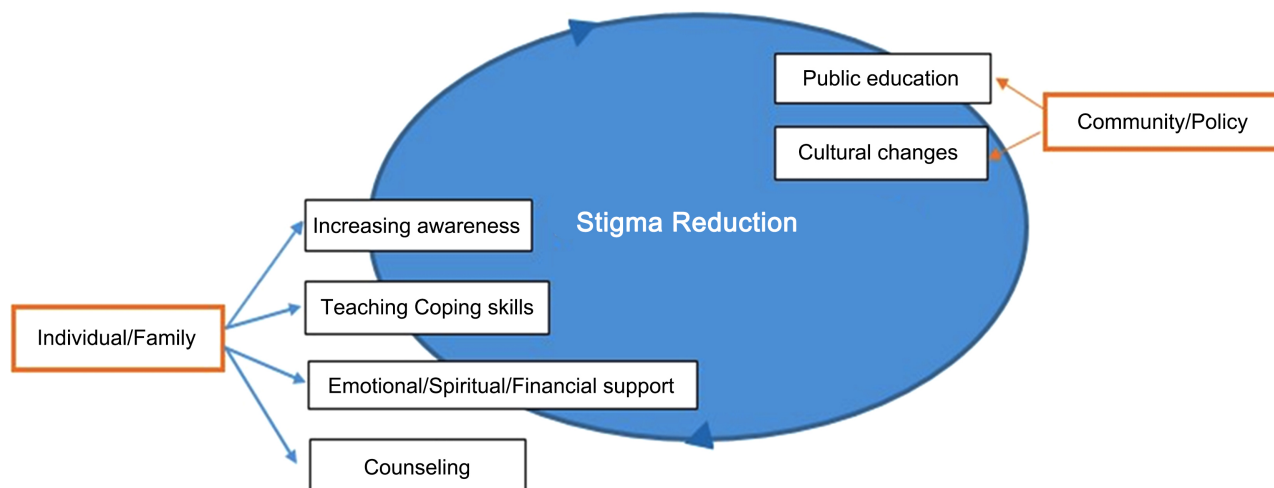 Public education
Community/Policy
Cultural changes
Stigma Reduction
Increasing awareness
Teaching Coping skills
Individual/Family
Emotional/Spiritual/Financial support
Counseling